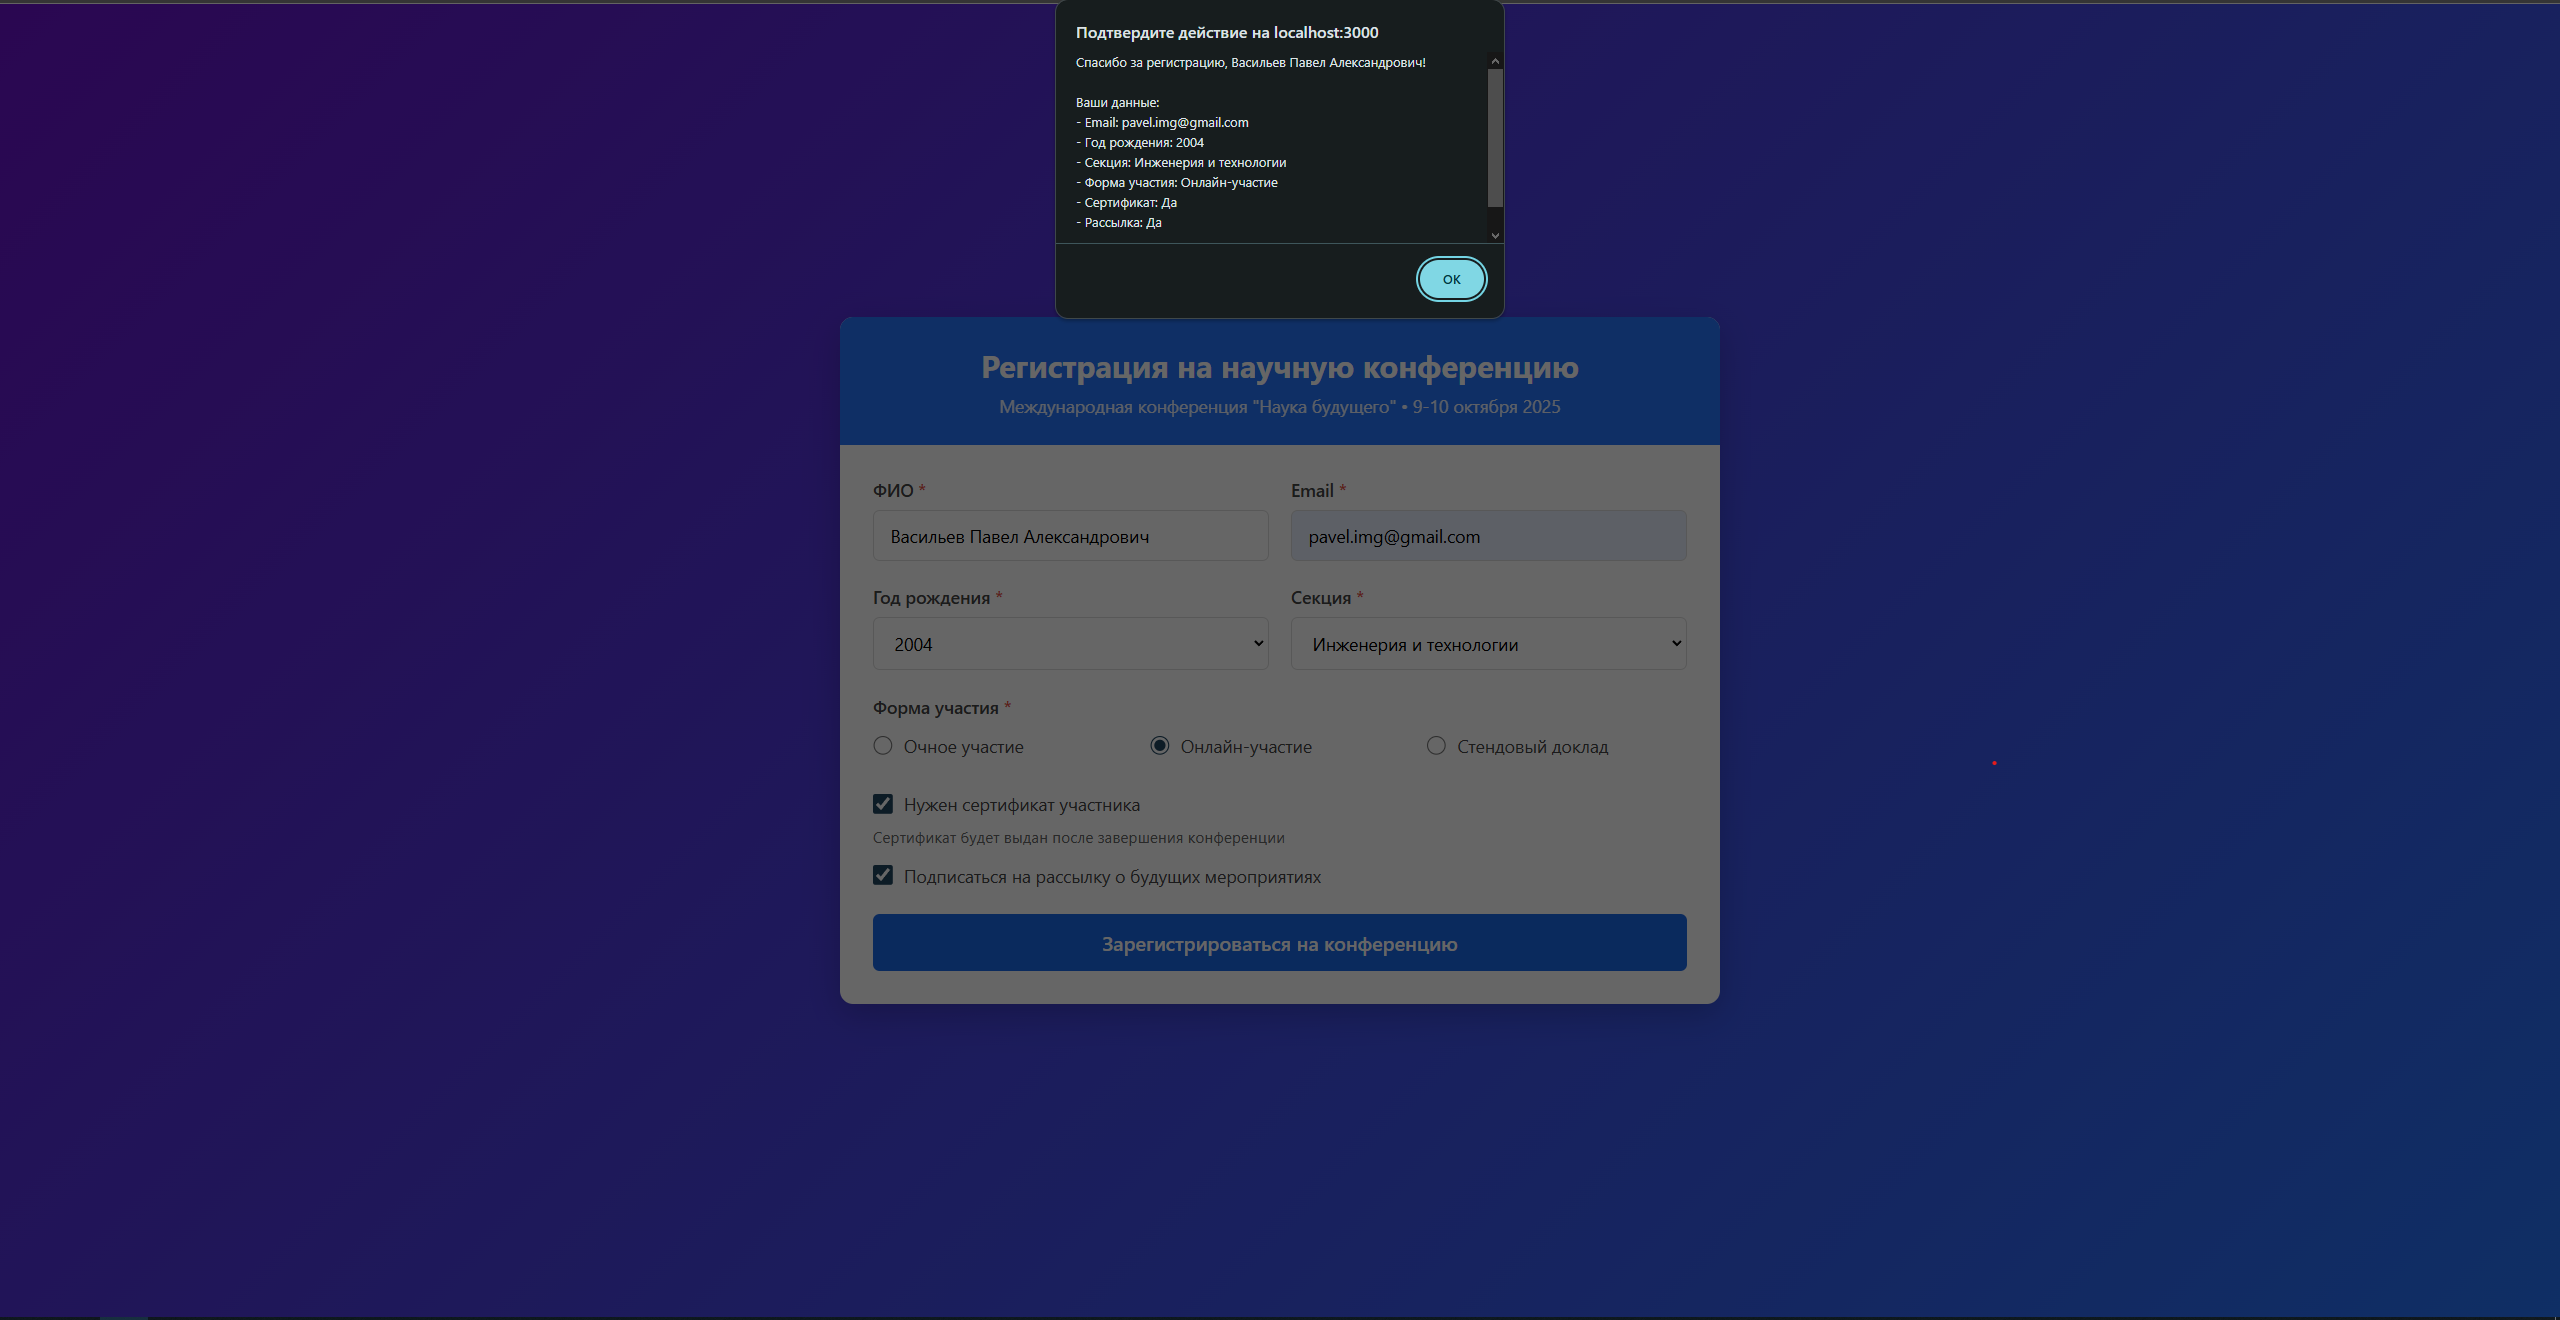 Подтвердите действие на localhost:3000
Спасибо за регистрацию, Васильев Павел Александрович!
Ваши данные:
- Email: pavel.img@gmail.com
- Год рождения: 2004
- Секция: Инженерия и технологии
- Форма участия: Онлайн-участие
- Сертификат: Да
- Рассылка: Да
OK
Регистрация на научную конференцию
Международная конференция "Наука будущего" • 9-10 октября 2025
ФИО * Email *
Васильев Павел Александрович pavel.img@gmail.com
Год рождения * Секция *
2004 Инженерия и технологии
Форма участия *
Очное участие Онлайн-участие Стендовый доклад
Нужен сертификат участника
Сертификат будет выдан после завершения конференции
Подписаться на рассылку о будущих мероприятиях
Зарегистрироваться на конференцию